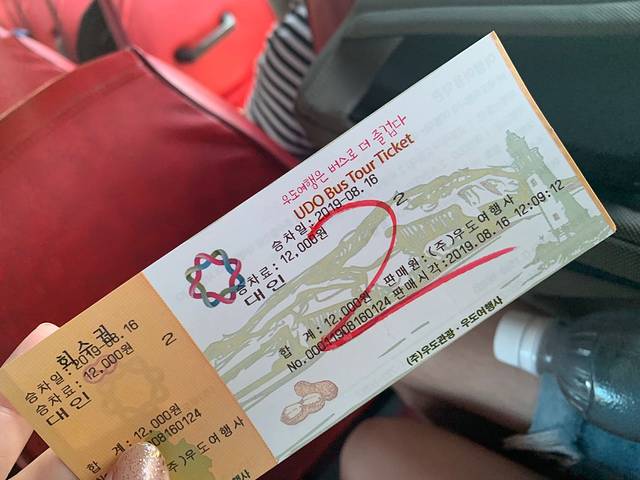 우도여행은 버스로 더 즐겁다
UDO Bus Tour Ticket
승차일:2019-08.16
승차료: 12,000원 2
대인
합 계: 12,000원 판매원: (주)우도여행사
No.00011908160124 판매시각:2019.08.16 12:09:12
(주)우도관광·우도여행사
회수권
승차일 2019.08.16
승차료: 12,000원 2
대인
합 계: 12,000원
08160124
주)우도여행사